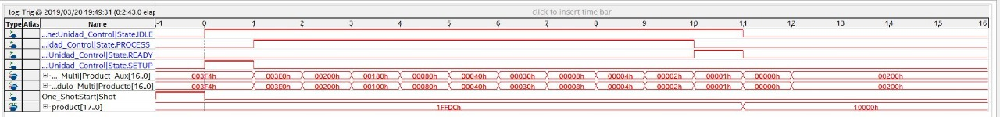 log: Trig @ 2019/03/20 19:49:31 (0:2:43.0 elap click to insert time bar
Type Alias Name -1 0 1 2 3 4 5 6 7 8 9 10 11 12 13 14 15 16
...ne:Unidad_Control|State.IDLE
...idad_Control|State.PROCESS
...:Unidad_Control|State.READY
...:Unidad_Control|State.SETUP
..._Multi|Product_Aux[16..0] 003F4h 003E0h 00200h 00180h 00080h 00040h 00030h 00008h 00004h 00002h 00001h 00000h 00200h
...dulo_Multi|Producto[16..0] 003F4h 003E0h 00100h 00080h 00080h 00040h 00030h 00008h 00004h 00002h 00001h 00000h 00200h
One_Shot:Start|Shot
product[17..0] 1FFDCh 10000h